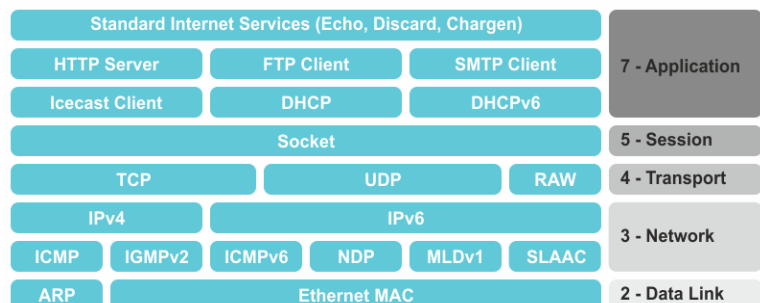 Standard Internet Services (Echo, Discard, Chargen)
HTTP Server FTP Client SMTP Client
7 - Application
Icecast Client DHCP DHCPv6
Socket 5 - Session
TCP UDP RAW 4 - Transport
IPv4 IPv6
3 - Network
ICMP IGMPv2 ICMPv6 NDP MLDv1 SLAAC
ARP Ethernet MAC 2 - Data Link